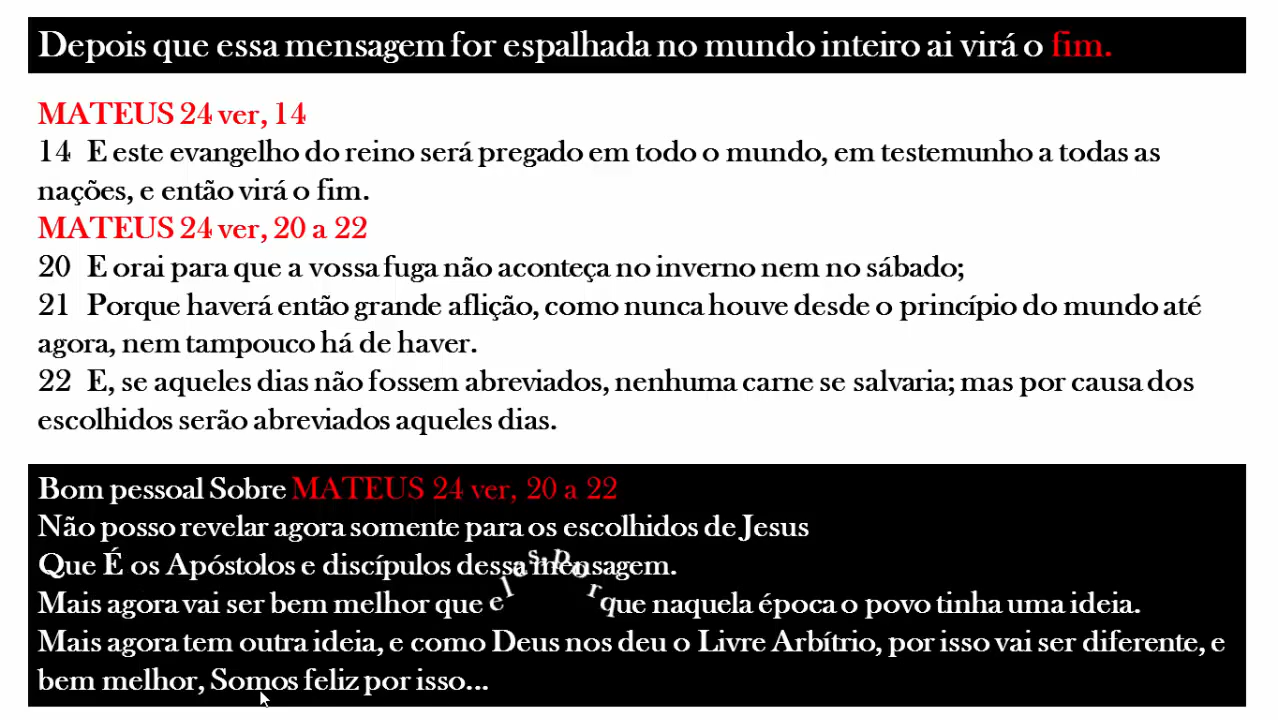 Depois que essa mensagem for espalhada no mundo inteiro ai virá o fim.
MATEUS 24 ver, 14
14 E este evangelho do reino será pregado em todo o mundo, em testemunho a todas as
nações, e então virá o fim.
MATEUS 24 ver, 20 a 22
20 E orai para que a vossa fuga não aconteça no inverno nem no sábado;
21 Porque haverá então grande aflição, como nunca houve desde o princípio do mundo até
agora, nem tampouco há de haver.
22 E, se aqueles dias não fossem abreviados, nenhuma carne se salvaria; mas por causa dos
escolhidos serão abreviados aqueles dias.
Bom pessoal Sobre MATEUS 24 ver, 20 a 22
Não posso revelar agora somente para os escolhidos de Jesus
Que É os Apóstolos e discípulos dessa mensagem.
Mais agora vai ser bem melhor que elas, porque naquela época o povo tinha uma ideia.
Mais agora tem outra ideia, e como Deus nos deu o Livre Arbítrio, por isso vai ser diferente, e
bem melhor, Somos feliz por isso...